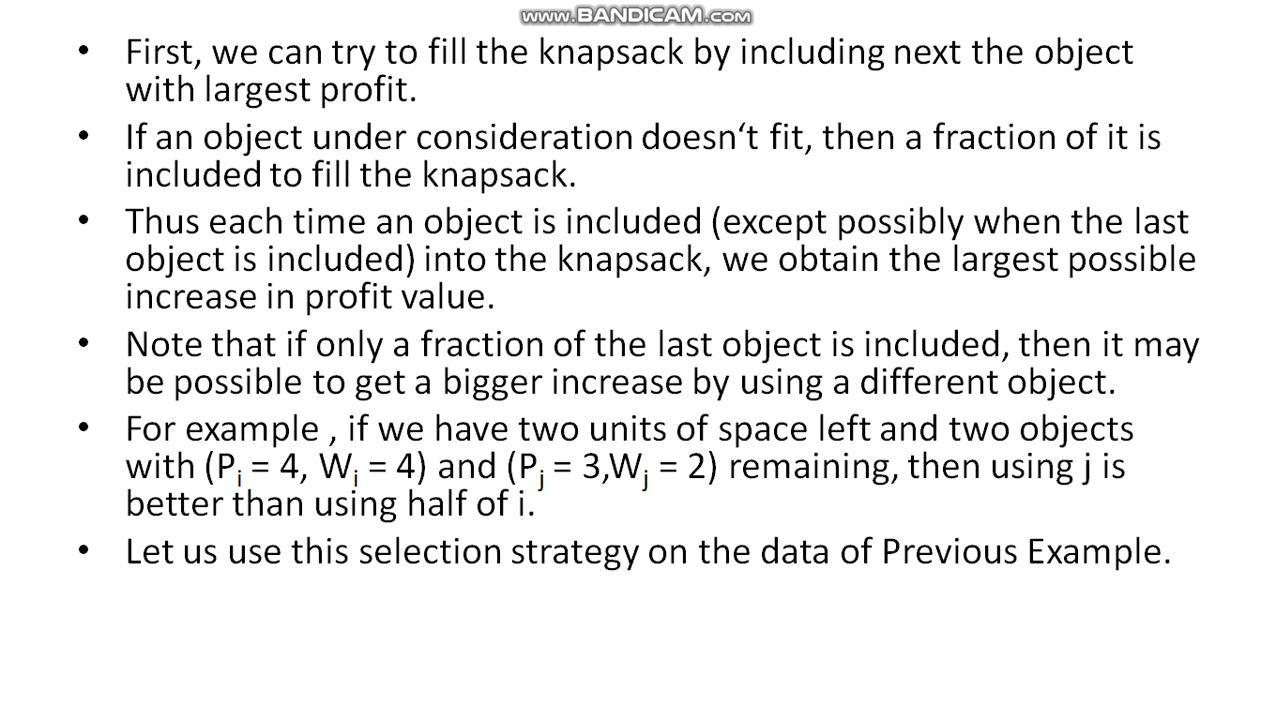 www.BANDICAM.com
• First, we can try to fill the knapsack by including next the object
with largest profit.
• If an object under consideration doesn‘t fit, then a fraction of it is
included to fill the knapsack.
• Thus each time an object is included (except possibly when the last
object is included) into the knapsack, we obtain the largest possible
increase in profit value.
• Note that if only a fraction of the last object is included, then it may
be possible to get a bigger increase by using a different object.
• For example , if we have two units of space left and two objects
with (Pi = 4, Wi = 4) and (Pj = 3,Wj = 2) remaining, then using j is
better than using half of i.
• Let us use this selection strategy on the data of Previous Example.